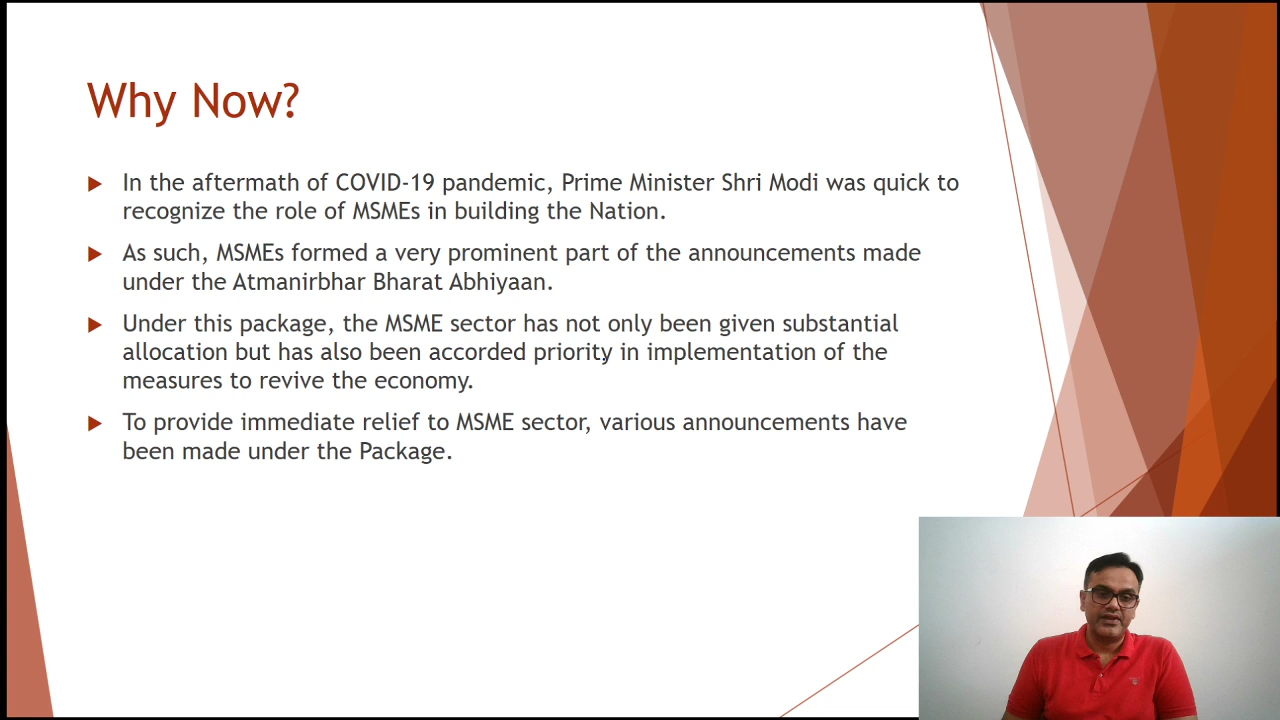 Why Now?
In the aftermath of COVID-19 pandemic, Prime Minister Shri Modi was quick to
recognize the role of MSMEs in building the Nation.
As such, MSMEs formed a very prominent part of the announcements made
under the Atmanirbhar Bharat Abhiyaan.
Under this package, the MSME sector has not only been given substantial
allocation but has also been accorded priority in implementation of the
measures to revive the economy.
To provide immediate relief to MSME sector, various announcements have
been made under the Package.